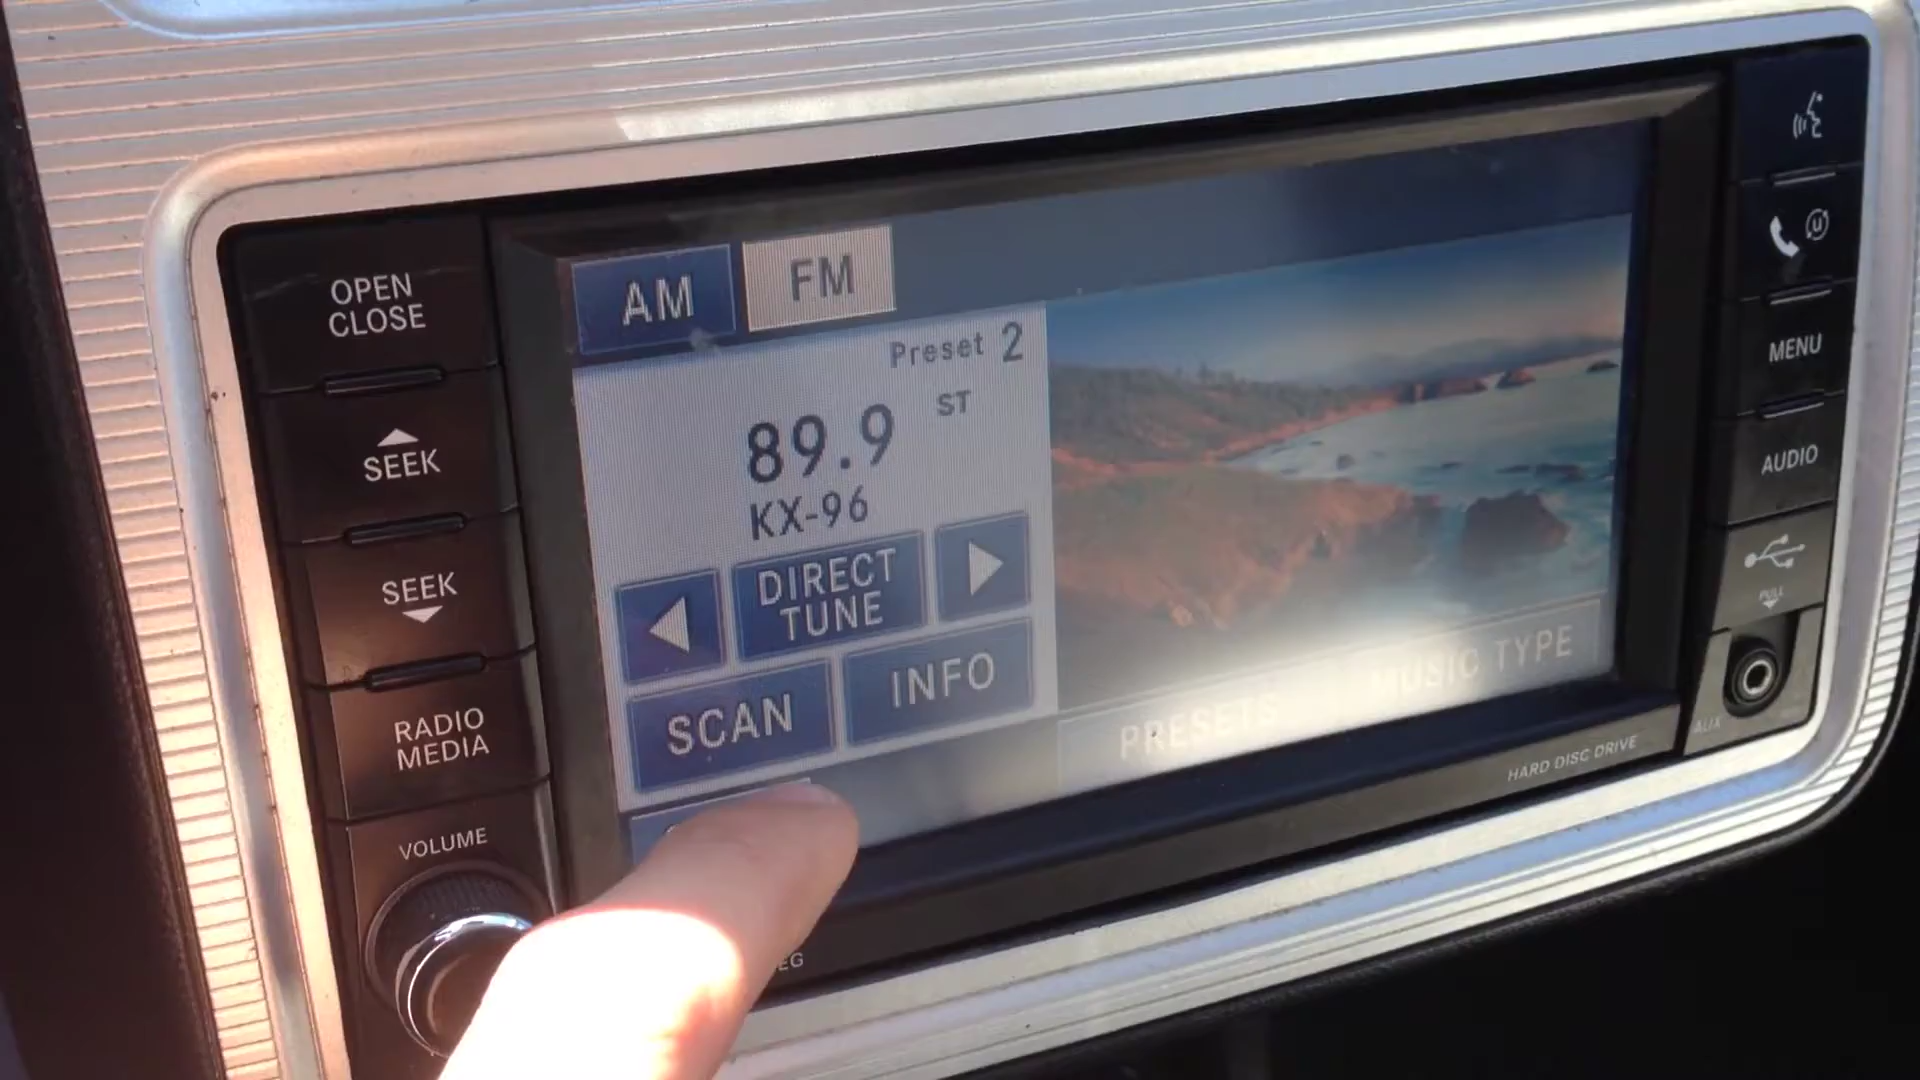 OPEN
CLOSE
SEEK
SEEK
RADIO
MEDIA
VOLUME
AM
FM
Preset 2
89.9
ST
KX-96
DIRECT
TUNE
SCAN
INFO
PRESETS
MUSIC TYPE
HARD DISC DRIVE
MENU
AUDIO
PULL
AUX